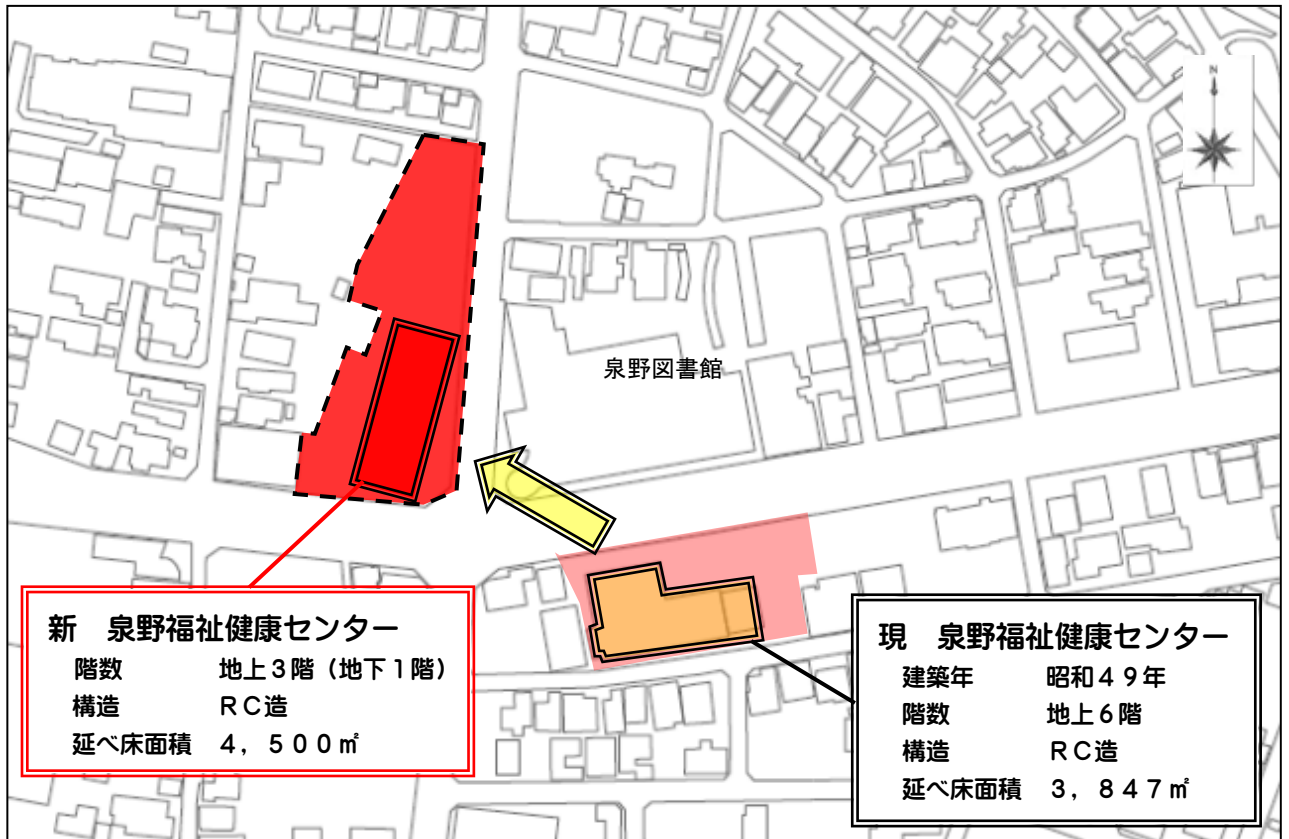 N
泉野図書館
新　泉野福祉健康センター
階数　地上３階（地下１階）
構造　ＲＣ造
延べ床面積　４，５００㎡
現　泉野福祉健康センター
建築年　昭和４９年
階数　地上６階
構造　ＲＣ造
延べ床面積　３，８４７㎡